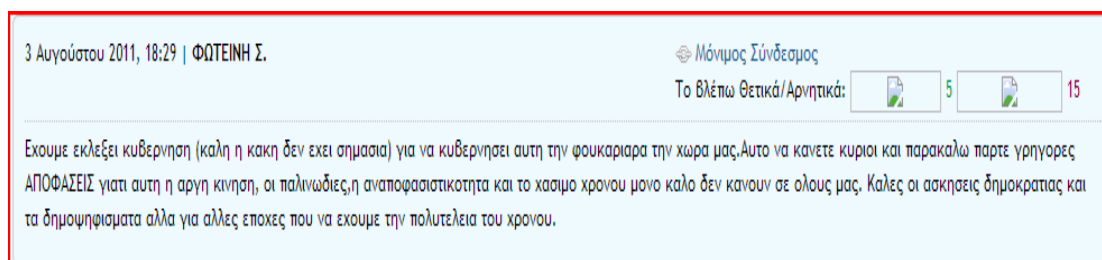 3 Αυγούστου 2011, 18:29 | ΦΩΤΕΙΝΗ Σ.
Μόνιμος Σύνδεσμος
Το βλέπω Θετικά/Αρνητικά: 5 15
Εχουμε εκλεξει κυβερνηση (καλη η κακη δεν εχει σημασια) για να κυβερνησει αυτη την φουκαριαρα την χωρα μας.Αυτο να κανετε κυριοι και παρακαλω παρτε γρηγορες
ΑΠΟΦΑΣΕΙΣ γιατι αυτη η αργη κινηση, οι παλινωδιες,η αναποφασιστικοτητα και το χασιμο χρονου μονο καλο δεν κανουν σε ολους μας. Καλες οι ασκησεις δημοκρατιας και
τα δημοψηφισματα αλλα για αλλες εποχες που να εχουμε την πολυτελεια του χρονου.